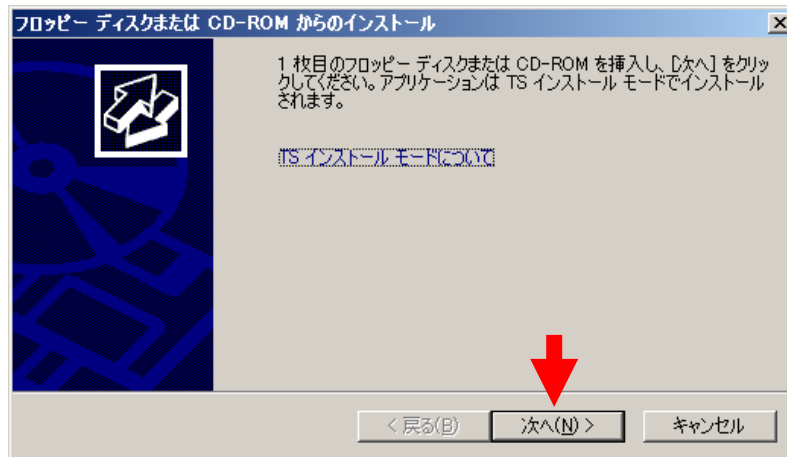 フロッピー ディスクまたは CD-ROM からのインストール
1 枚目のフロッピー ディスクまたは CD-ROM を挿入し、[次へ] をクリッ
クしてください。アプリケーションは TS インストール モードでインストール
されます。
TS インストール モードについて
< 戻る(B)
次へ(N) >
キャンセル